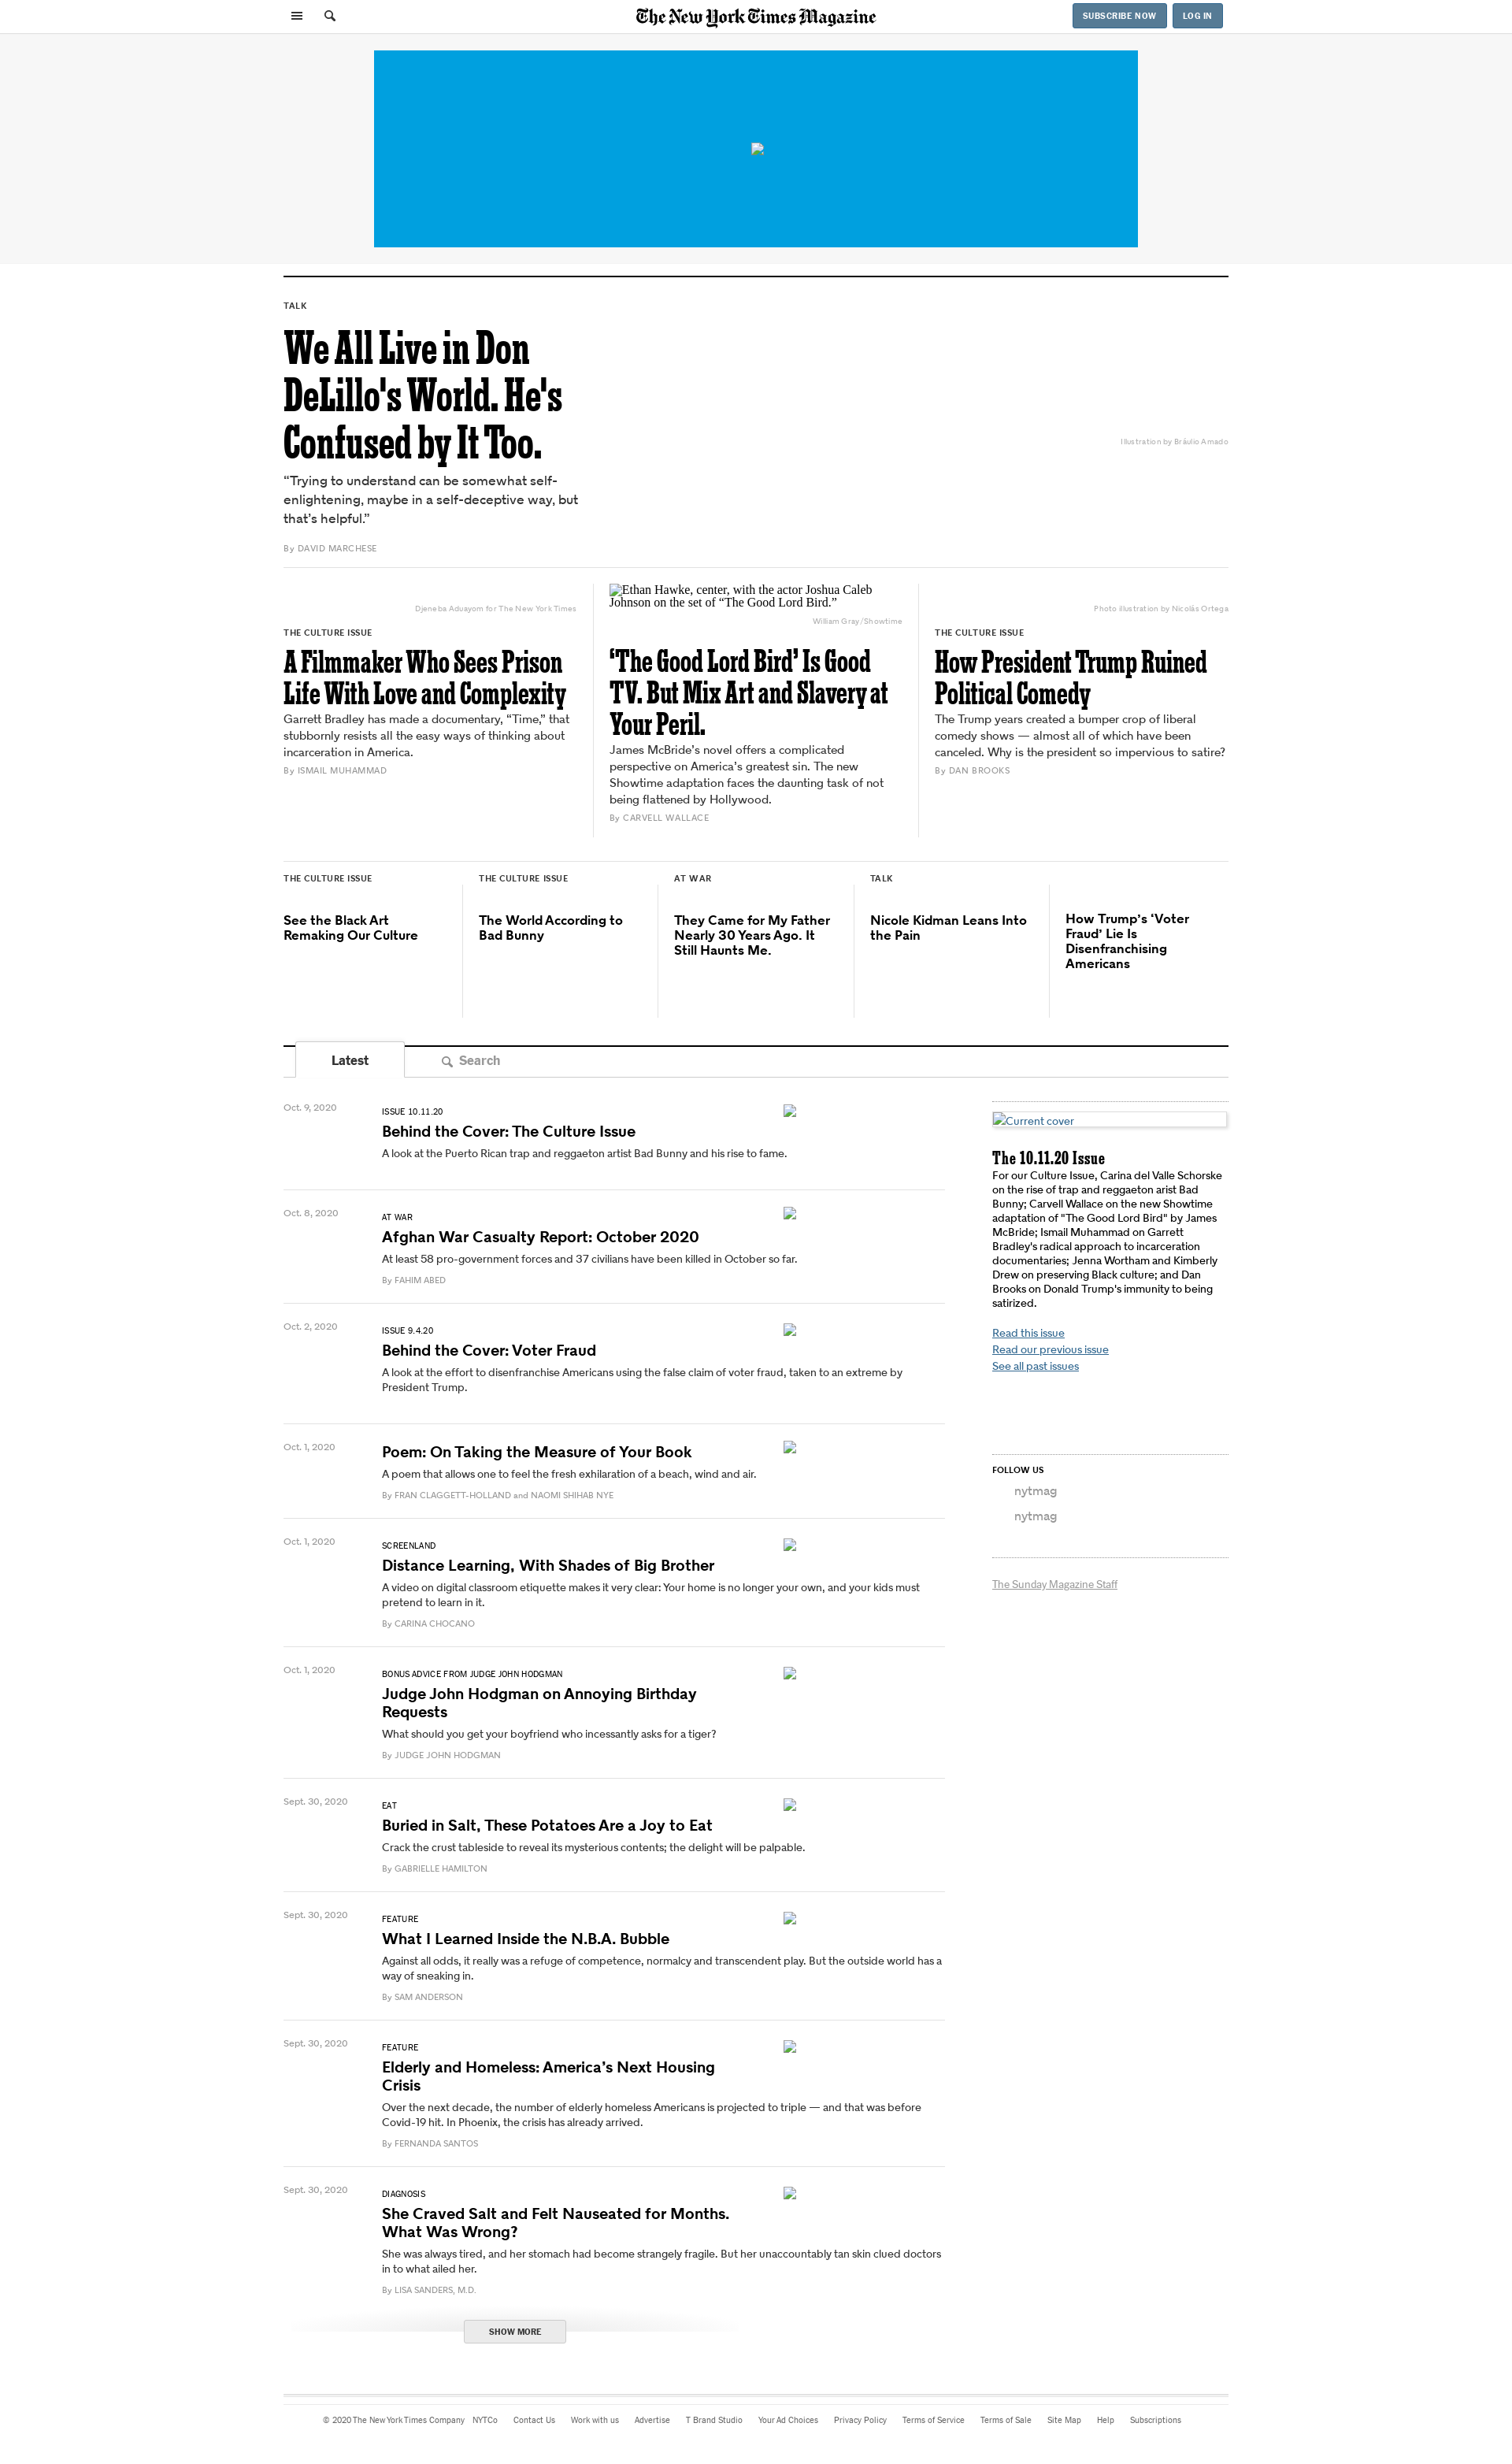 The New York Times Magazine
SUBSCRIBE NOW
LOG IN
TALK
We All Live in Don
DeLillo's World. He's
Confused by It Too.
“Trying to understand can be somewhat self-
enlightening, maybe in a self-deceptive way, but
that’s helpful.”
By DAVID MARCHESE
Illustration by Bráulio Amado
Djeneba Aduayom for The New York Times
THE CULTURE ISSUE
A Filmmaker Who Sees Prison
Life With Love and Complexity
Garrett Bradley has made a documentary, “Time,” that
stubbornly resists all the easy ways of thinking about
incarceration in America.
By ISMAIL MUHAMMAD
Ethan Hawke, center, with the actor Joshua Caleb
Johnson on the set of “The Good Lord Bird.”
William Gray/Showtime
‘The Good Lord Bird’ Is Good
TV. But Mix Art and Slavery at
Your Peril.
James McBride’s novel offers a complicated
perspective on America’s greatest sin. The new
Showtime adaptation faces the daunting task of not
being flattened by Hollywood.
By CARVELL WALLACE
Photo illustration by Nicolás Ortega
THE CULTURE ISSUE
How President Trump Ruined
Political Comedy
The Trump years created a bumper crop of liberal
comedy shows — almost all of which have been
canceled. Why is the president so impervious to satire?
By DAN BROOKS
THE CULTURE ISSUE
See the Black Art
Remaking Our Culture
THE CULTURE ISSUE
The World According to
Bad Bunny
AT WAR
They Came for My Father
Nearly 30 Years Ago. It
Still Haunts Me.
TALK
Nicole Kidman Leans Into
the Pain
How Trump’s ‘Voter
Fraud’ Lie Is
Disenfranchising
Americans
Latest
Search
Oct. 9, 2020
ISSUE 10.11.20
Behind the Cover: The Culture Issue
A look at the Puerto Rican trap and reggaeton artist Bad Bunny and his rise to fame.
Oct. 8, 2020
AT WAR
Afghan War Casualty Report: October 2020
At least 58 pro-government forces and 37 civilians have been killed in October so far.
By FAHIM ABED
Oct. 2, 2020
ISSUE 9.4.20
Behind the Cover: Voter Fraud
A look at the effort to disenfranchise Americans using the false claim of voter fraud, taken to an extreme by
President Trump.
Oct. 1, 2020
Poem: On Taking the Measure of Your Book
A poem that allows one to feel the fresh exhilaration of a beach, wind and air.
By FRAN CLAGGETT-HOLLAND and NAOMI SHIHAB NYE
Oct. 1, 2020
SCREENLAND
Distance Learning, With Shades of Big Brother
A video on digital classroom etiquette makes it very clear: Your home is no longer your own, and your kids must
pretend to learn in it.
By CARINA CHOCANO
Oct. 1, 2020
BONUS ADVICE FROM JUDGE JOHN HODGMAN
Judge John Hodgman on Annoying Birthday
Requests
What should you get your boyfriend who incessantly asks for a tiger?
By JUDGE JOHN HODGMAN
Sept. 30, 2020
EAT
Buried in Salt, These Potatoes Are a Joy to Eat
Crack the crust tableside to reveal its mysterious contents; the delight will be palpable.
By GABRIELLE HAMILTON
Sept. 30, 2020
FEATURE
What I Learned Inside the N.B.A. Bubble
Against all odds, it really was a refuge of competence, normalcy and transcendent play. But the outside world has a
way of sneaking in.
By SAM ANDERSON
Sept. 30, 2020
FEATURE
Elderly and Homeless: America’s Next Housing
Crisis
Over the next decade, the number of elderly homeless Americans is projected to triple — and that was before
Covid-19 hit. In Phoenix, the crisis has already arrived.
By FERNANDA SANTOS
Sept. 30, 2020
DIAGNOSIS
She Craved Salt and Felt Nauseated for Months.
What Was Wrong?
She was always tired, and her stomach had become strangely fragile. But her unaccountably tan skin clued doctors
in to what ailed her.
By LISA SANDERS, M.D.
SHOW MORE
Current cover
The 10.11.20 Issue
For our Culture Issue, Carina del Valle Schorske
on the rise of trap and reggaeton arist Bad
Bunny; Carvell Wallace on the new Showtime
adaptation of "The Good Lord Bird" by James
McBride; Ismail Muhammad on Garrett
Bradley's radical approach to incarceration
documentaries; Jenna Wortham and Kimberly
Drew on preserving Black culture; and Dan
Brooks on Donald Trump's immunity to being
satirized.
Read this issue
Read our previous issue
See all past issues
FOLLOW US
nytmag
nytmag
The Sunday Magazine Staff
© 2020 The New York Times Company NYTCo Contact Us Work with us Advertise T Brand Studio Your Ad Choices Privacy Policy Terms of Service Terms of Sale Site Map Help Subscriptions